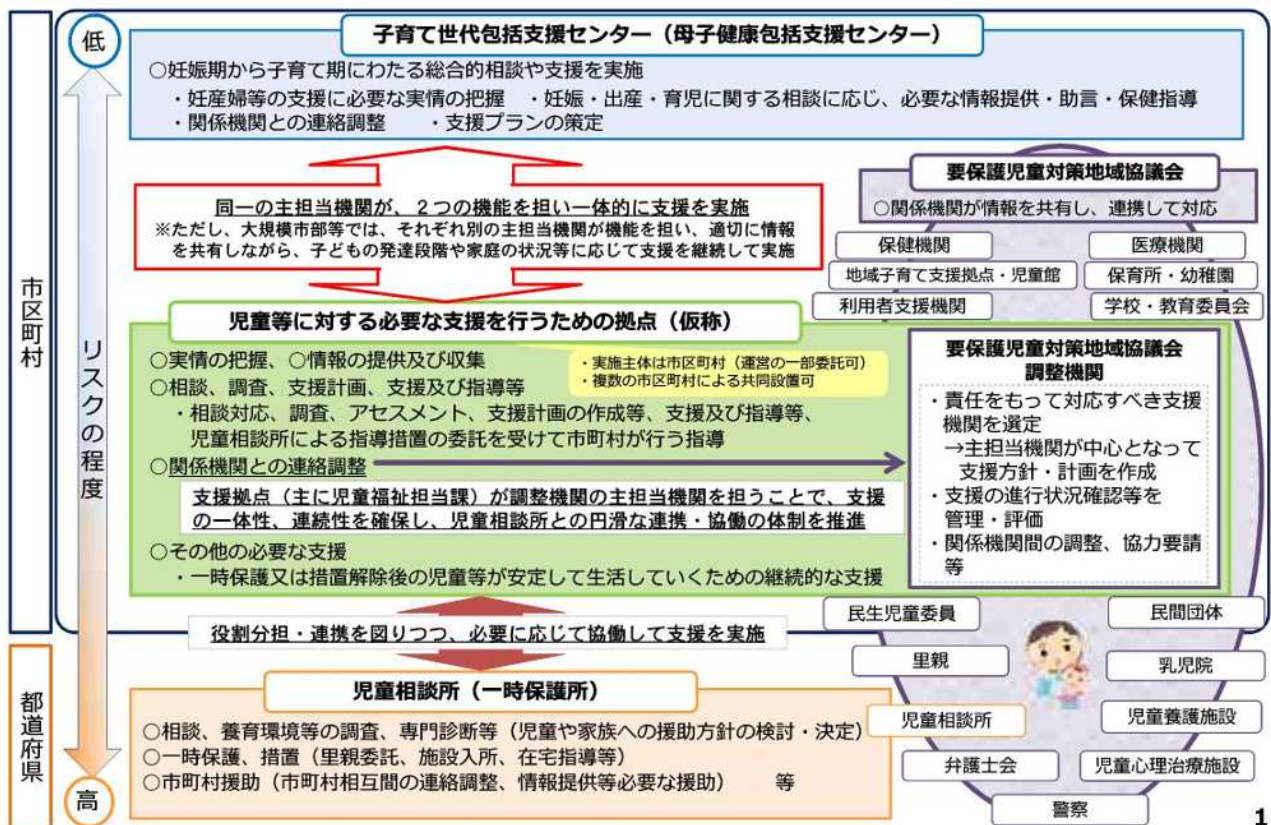 市区町村
都道府県
低
リスクの程度
高
子育て世代包括支援センター（母子健康包括支援センター）
○妊娠期から子育て期にわたる総合的相談や支援を実施
・妊産婦等の支援に必要な実情の把握　・妊娠・出産・育児に関する相談に応じ、必要な情報提供・助言・保健指導
・関係機関との連絡調整　　・支援プランの策定
同一の主担当機関が、２つの機能を担い一体的に支援を実施
※ただし、大規模市部等では、それぞれ別の主担当機関が機能を担い、適切に情報
を共有しながら、子どもの発達段階や家庭の状況等に応じて支援を継続して実施
児童等に対する必要な支援を行うための拠点（仮称）
・実施主体は市区町村（運営の一部委託可）
・複数の市区町村による共同設置可
○実情の把握、○情報の提供及び収集
○相談、調査、支援計画、支援及び指導等
・相談対応、調査、アセスメント、支援計画の作成等、支援及び指導等、
児童相談所による指導措置の委託を受けて市町村が行う指導
○関係機関との連絡調整
支援拠点（主に児童福祉担当課）が調整機関の主担当機関を担うことで、支援
の一体性、連続性を確保し、児童相談所との円滑な連携・協働の体制を推進
○その他の必要な支援
・一時保護又は措置解除後の児童等が安定して生活していくための継続的な支援
役割分担・連携を図りつつ、必要に応じて協働して支援を実施
児童相談所（一時保護所）
○相談、養育環境等の調査、専門診断等（児童や家族への援助方針の検討・決定）
○一時保護、措置（里親委託、施設入所、在宅指導等）
○市町村援助（市町村相互間の連絡調整、情報提供等必要な援助）　　等
要保護児童対策地域協議会
○関係機関が情報を共有し、連携して対応
保健機関
医療機関
地域子育て支援拠点・児童館
保育所・幼稚園
利用者支援機関
学校・教育委員会
要保護児童対策地域協議会
調整機関
・責任をもって対応すべき支援
機関を選定
→主担当機関が中心となって
支援方針・計画を作成
・支援の進行状況確認等を
管理・評価
・関係機関間の調整、協力要請
等
民生児童委員
民間団体
里親
乳児院
児童相談所
児童養護施設
弁護士会
児童心理治療施設
警察
1